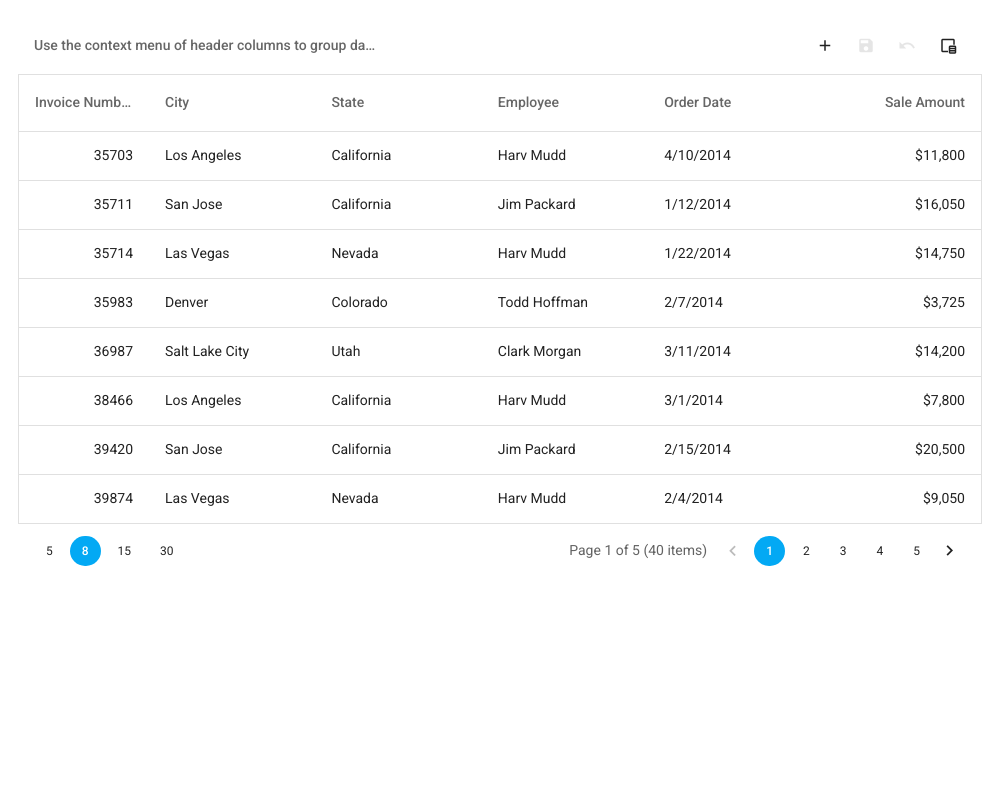 Use the context menu of header columns to group da...
Invoice Numb... City State Employee Order Date Sale Amount
35703 Los Angeles California Harv Mudd 4/10/2014 $11,800
35711 San Jose California Jim Packard 1/12/2014 $16,050
35714 Las Vegas Nevada Harv Mudd 1/22/2014 $14,750
35983 Denver Colorado Todd Hoffman 2/7/2014 $3,725
36987 Salt Lake City Utah Clark Morgan 3/11/2014 $14,200
38466 Los Angeles California Harv Mudd 3/1/2014 $7,800
39420 San Jose California Jim Packard 2/15/2014 $20,500
39874 Las Vegas Nevada Harv Mudd 2/4/2014 $9,050
5 8 15 30 Page 1 of 5 (40 items) 1 2 3 4 5